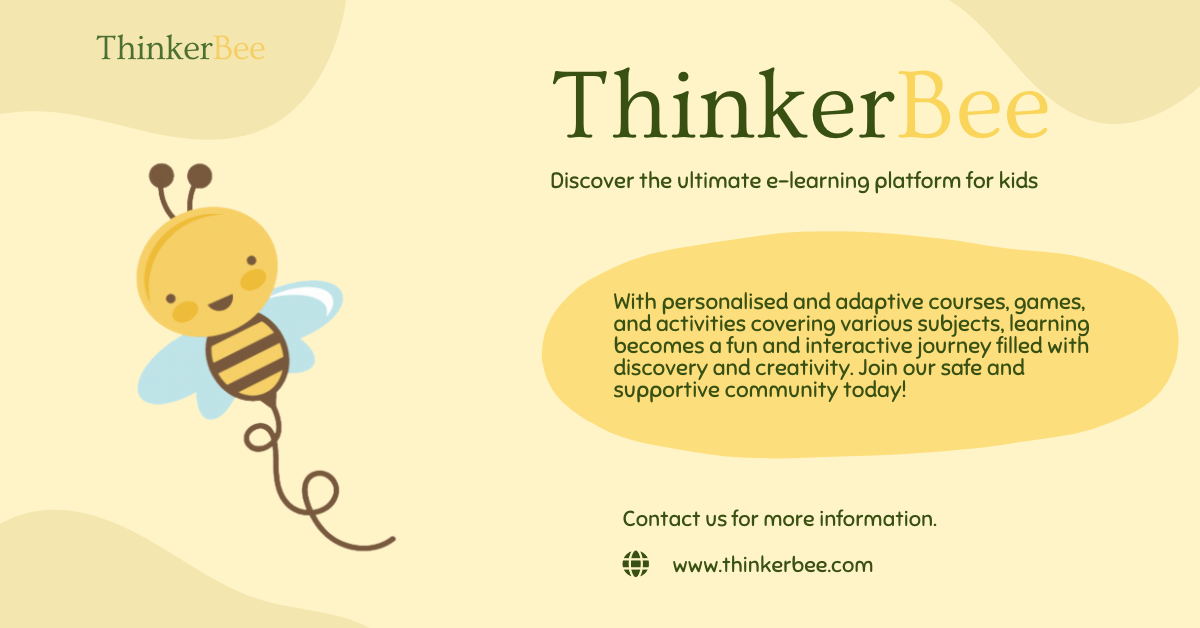 ThinkerBee
ThinkerBee
Discover the ultimate e-learning platform for kids
With personalised and adaptive courses, games,
and activities covering various subjects, learning
becomes a fun and interactive journey filled with
discovery and creativity. Join our safe and
supportive community today!
Contact us for more information.
www.thinkerbee.com